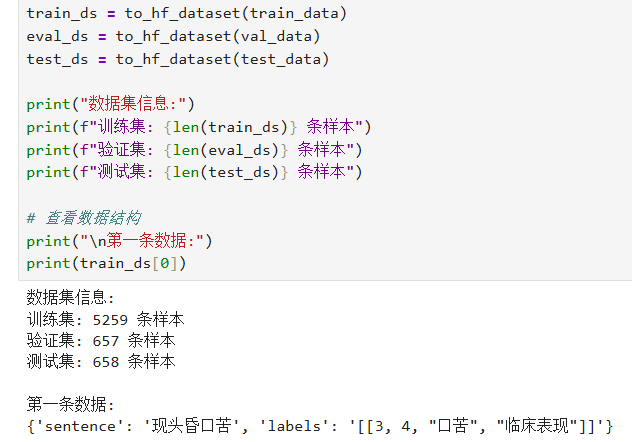 train_ds = to_hf_dataset(train_data)
eval_ds = to_hf_dataset(val_data)
test_ds = to_hf_dataset(test_data)

print("数据集信息:")
print(f"训练集: {len(train_ds)} 条样本")
print(f"验证集: {len(eval_ds)} 条样本")
print(f"测试集: {len(test_ds)} 条样本")

# 查看数据结构
print("\n第一条数据:")
print(train_ds[0])
数据集信息:
训练集: 5259 条样本
验证集: 657 条样本
测试集: 658 条样本

第一条数据:
{'sentence': '现头昏口苦', 'labels': '[[3, 4, "口苦", "临床表现"]]'}